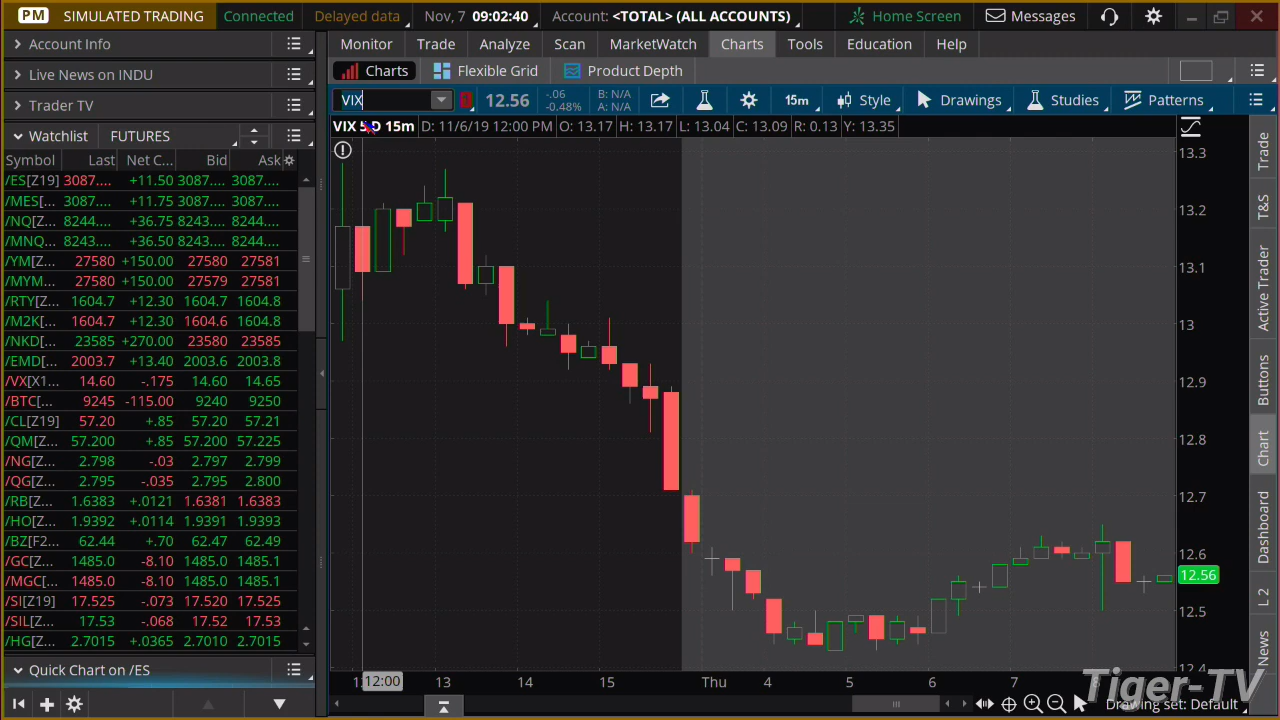 PM SIMULATED TRADING Connected Delayed data Nov, 7 09:02:40 Account: <TOTAL> (ALL ACCOUNTS) Home Screen Messages
Account Info
Live News on INDU
Trader TV
Watchlist FUTURES
Symbol Last Net C... Bid Ask
/ES[Z19] 3087.... +11.50 3087.... 3087....
/MES[... 3087.... +11.75 3087.... 3087....
/NQ[Z... 8244.... +36.75 8243.... 8244....
/MNQ... 8243.... +36.50 8243.... 8244....
/YM[Z... 27580 +150.00 27580 27581
/MYM... 27580 +150.00 27579 27581
/RTY[Z... 1604.7 +12.30 1604.7 1604.8
/M2K[... 1604.7 +12.30 1604.6 1604.8
/NKD[... 23585 +270.00 23580 23585
/EMD[... 2003.7 +13.40 2003.6 2003.8
/VX[X1... 14.60 -.175 14.60 14.65
/BTC[... 9245 -115.00 9240 9250
/CL[Z19] 57.20 +.85 57.20 57.21
/QM[Z... 57.200 +.85 57.200 57.225
/NG[Z... 2.798 -.03 2.797 2.799
/QG[Z... 2.795 -.035 2.795 2.800
/RB[Z... 1.6383 +.0121 1.6381 1.6383
/HO[Z... 1.9392 +.0114 1.9391 1.9393
/BZ[F2... 62.44 +.70 62.47 62.49
/GC[Z... 1485.0 -8.10 1485.0 1485.1
/MGC[... 1485.0 -8.10 1485.0 1485.1
/SI[Z19] 17.525 -.073 17.520 17.525
/SIL[Z... 17.53 -.068 17.52 17.53
/HG[Z... 2.7015 +.0365 2.7010 2.7015
Quick Chart on /ES
Monitor Trade Analyze Scan MarketWatch Charts Tools Education Help
Charts Flexible Grid Product Depth
VIX 12.56 -.06 -0.48% B: N/A A: N/A 15m Style Drawings Studies Patterns
VIX 5 D 15m D: 11/6/19 12:00 PM O: 13.17 H: 13.17 L: 13.04 C: 13.09 R: 0.13 Y: 13.35
13.3
13.2
13.1
13
12.9
12.8
12.7
12.6
12.56
12.5
12.4
12:00 13 14 15 Thu 4 5 6 7 8
Trade
T&S
Active Trader
Buttons
Chart
Dashboard
L 2
News
Tiger-TV
Drawing set: Default